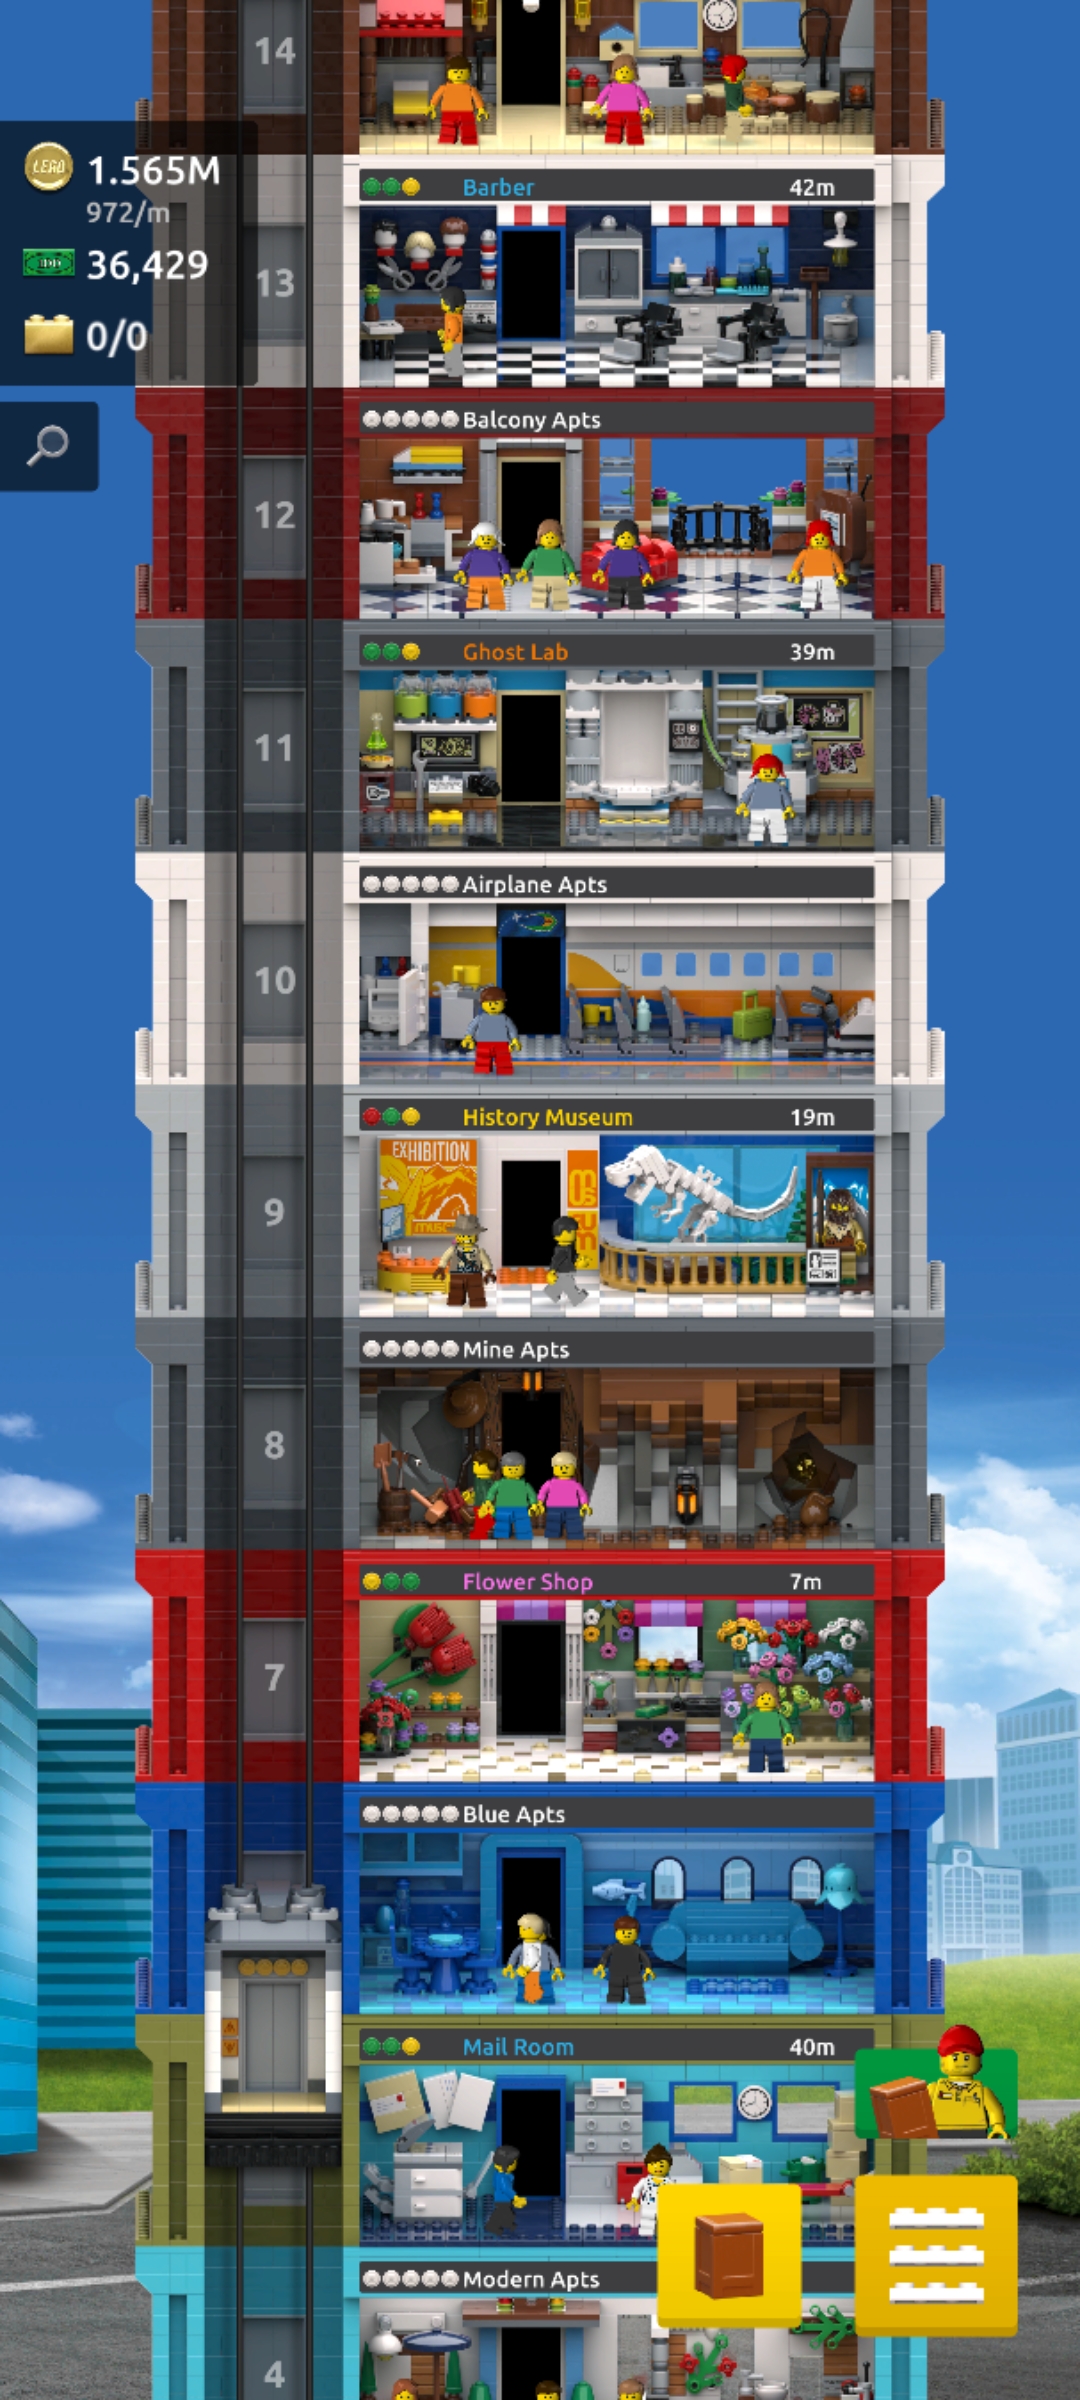 14
LEGO
1.565M
972/m
36,429
0/0
Barber
42m
13
Balcony Apts
12
Ghost Lab
39m
11
Airplane Apts
10
History Museum
19m
EXHIBITION
9
Mine Apts
8
Flower Shop
7m
7
Blue Apts
Mail Room
40m
Modern Apts
4